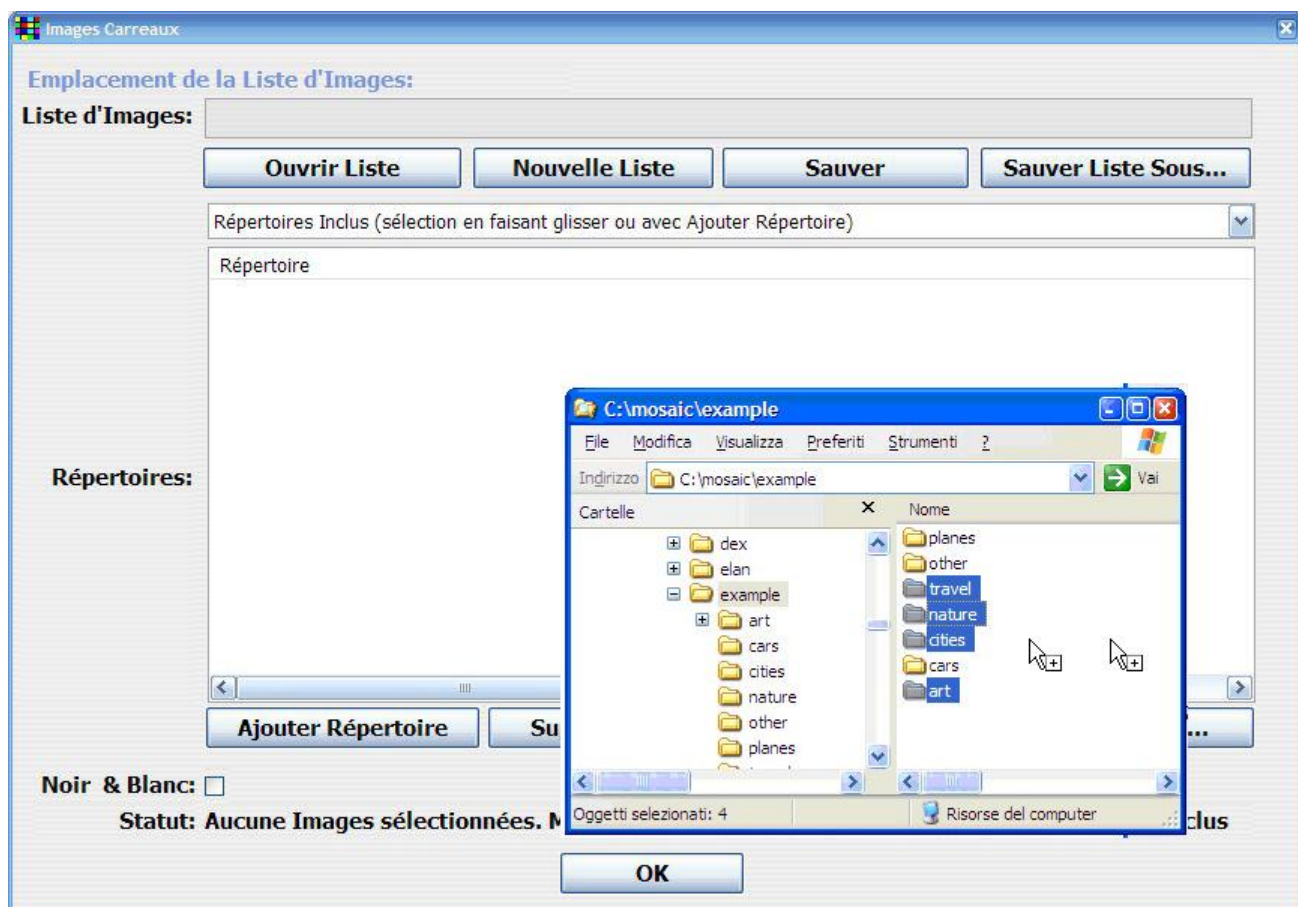 Images Carreaux
Emplacement de la Liste d'Images:
Liste d'Images:
Ouvrir Liste Nouvelle Liste Sauver Sauver Liste Sous...
Répertoires Inclus (sélection en faisant glisser ou avec Ajouter Répertoire)
Répertoire
Répertoires:
C:\mosaic\example
File Modifica Visualizza Preferiti Strumenti ?
Indirizzo C:\mosaic\example Vai
Cartelle
dex
elan
example
art
cars
cities
nature
other
planes
Nome
planes
other
travel
nature
cities
cars
art
Oggetti selezionati: 4 Risorse del computer
Ajouter Répertoire Su ...
Noir & Blanc:
Statut: Aucune Images sélectionnées. M clus
OK